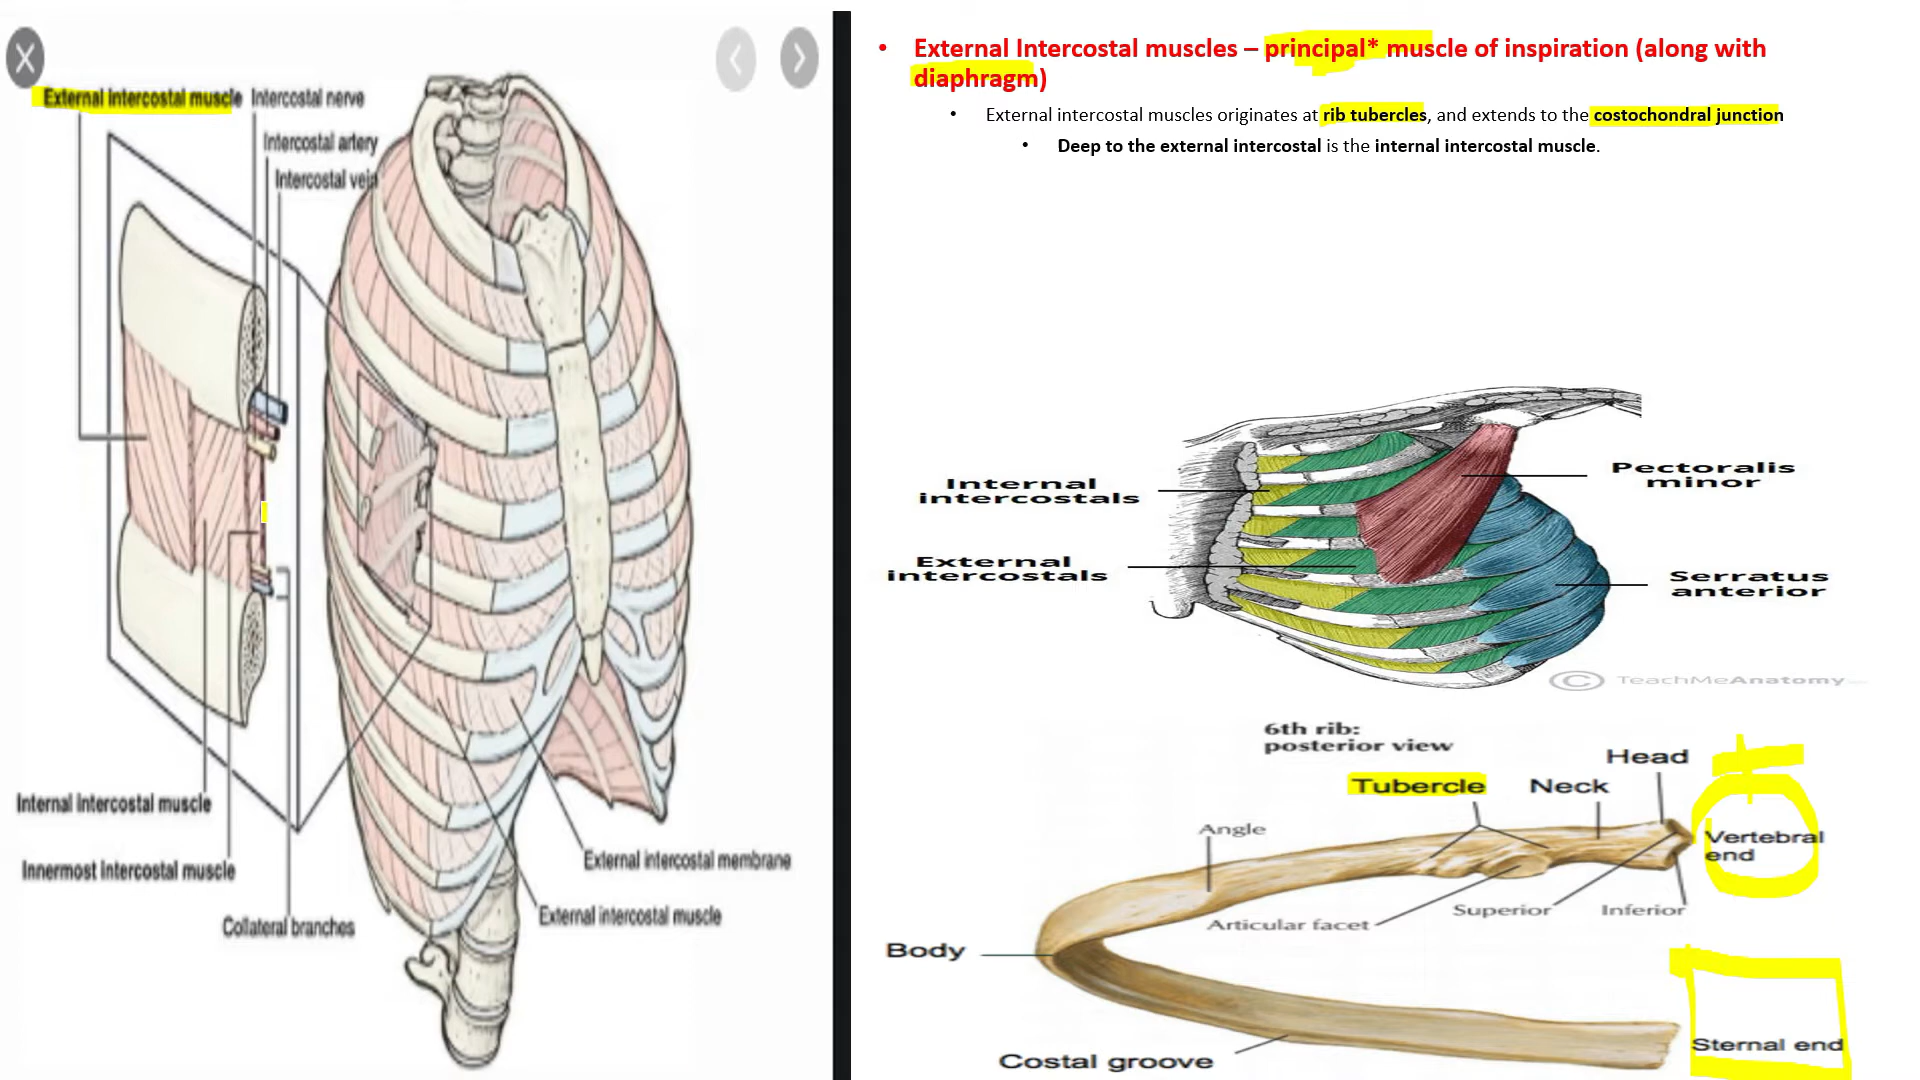 External intercostal muscle
Intercostal nerve
Intercostal artery
Intercostal vein
Internal intercostal muscle
Innermost intercostal muscle
Collateral branches
External intercostal membrane
External intercostal muscle
• External Intercostal muscles – principal* muscle of inspiration (along with
diaphragm)
• External intercostal muscles originates at rib tubercles, and extends to the costochondral junction
• Deep to the external intercostal is the internal intercostal muscle.
Internal
intercostals
External
intercostals
Pectoralis
minor
Serratus
anterior
© TeachMeAnatomy
6th rib:
posterior view
Head
Tubercle
Neck
Angle
Vertebral
end
Superior
Inferior
Articular facet
Body
Sternal end
Costal groove